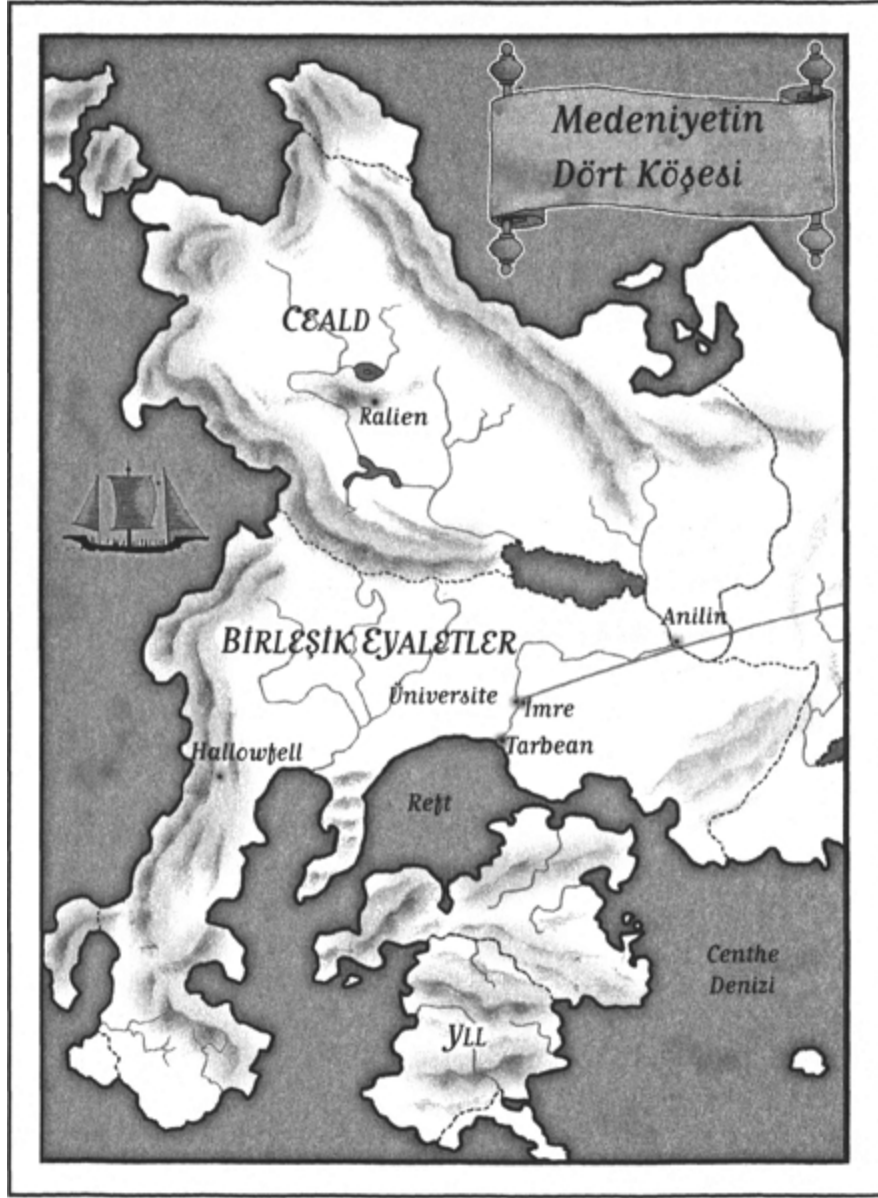 Medeniyetin
Dört Köşesi
CEALD
Ralien
Anilin
BİRLEŞİK EYALETLER
Üniversite
İmre
Tarbean
Hallowfell
Reft
Centhe
Denizi
YLL